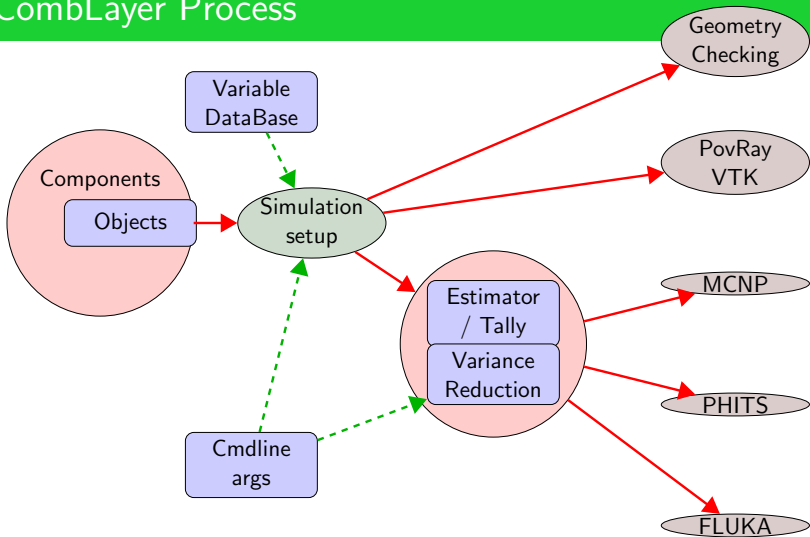 CombLayer Process
Geometry
Checking
Variable
DataBase
PovRay
VTK
Components
Objects
Simulation
setup
MCNP
Estimator
/ Tally
Variance
Reduction
PHITS
Cmdline
args
FLUKA